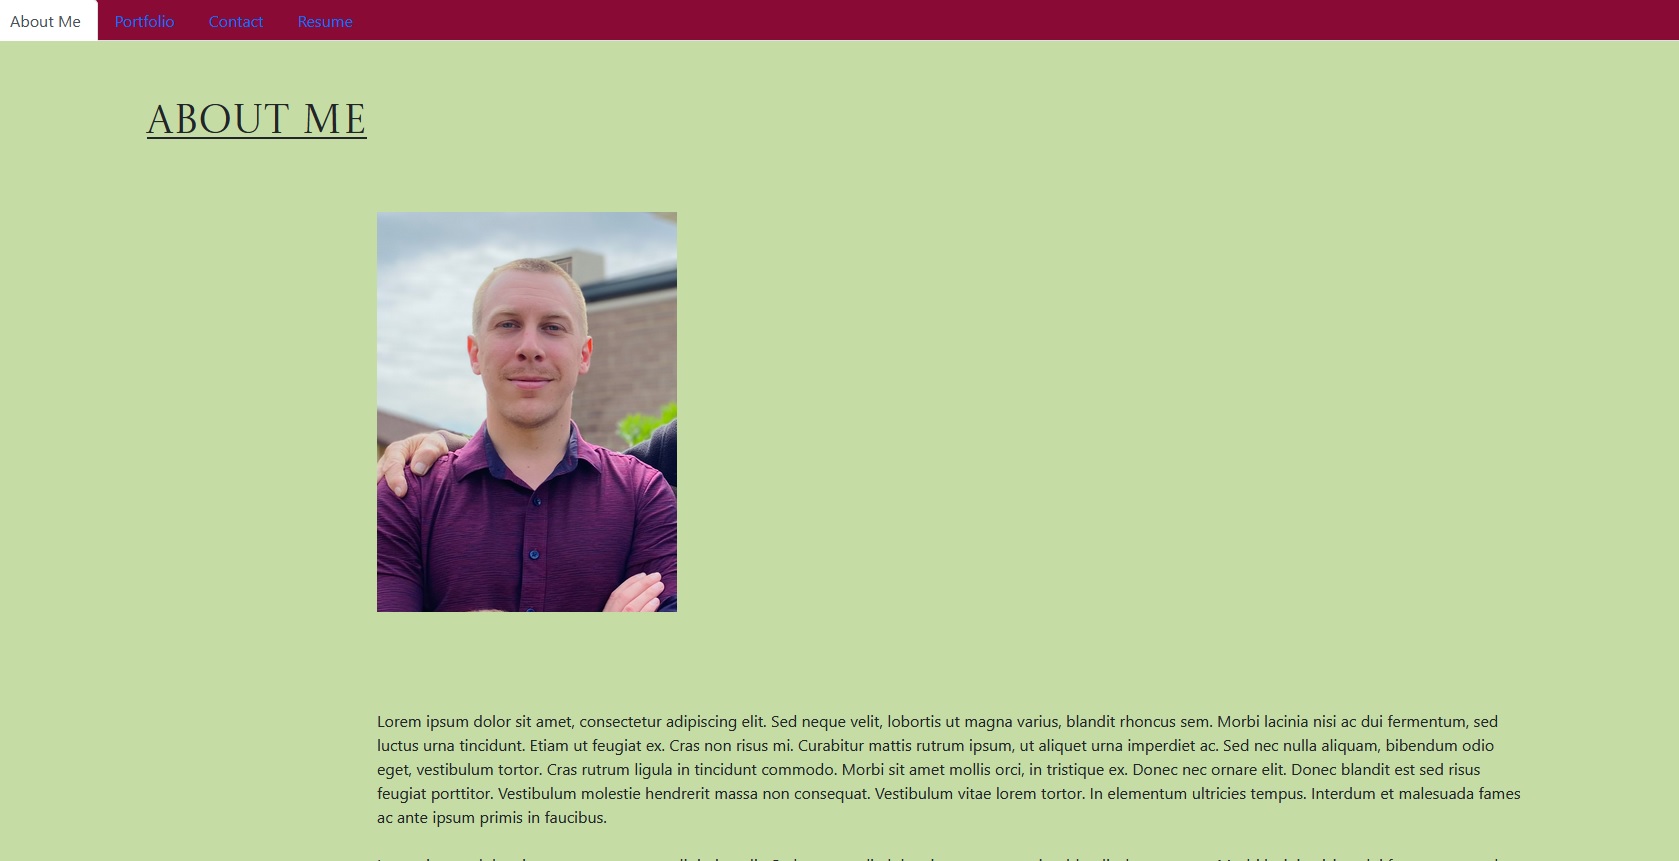 About Me Portfolio Contact Resume
ABOUT ME
Lorem ipsum dolor sit amet, consectetur adipiscing elit. Sed neque velit, lobortis ut magna varius, blandit rhoncus sem. Morbi lacinia nisi ac dui fermentum, sed
luctus urna tincidunt. Etiam ut feugiat ex. Cras non risus mi. Curabitur mattis rutrum ipsum, ut aliquet urna imperdiet ac. Sed nec nulla aliquam, bibendum odio
eget, vestibulum tortor. Cras rutrum ligula in tincidunt commodo. Morbi sit amet mollis orci, in tristique ex. Donec nec ornare elit. Donec blandit est sed risus
feugiat porttitor. Vestibulum molestie hendrerit massa non consequat. Vestibulum vitae lorem tortor. In elementum ultricies tempus. Interdum et malesuada fames
ac ante ipsum primis in faucibus.